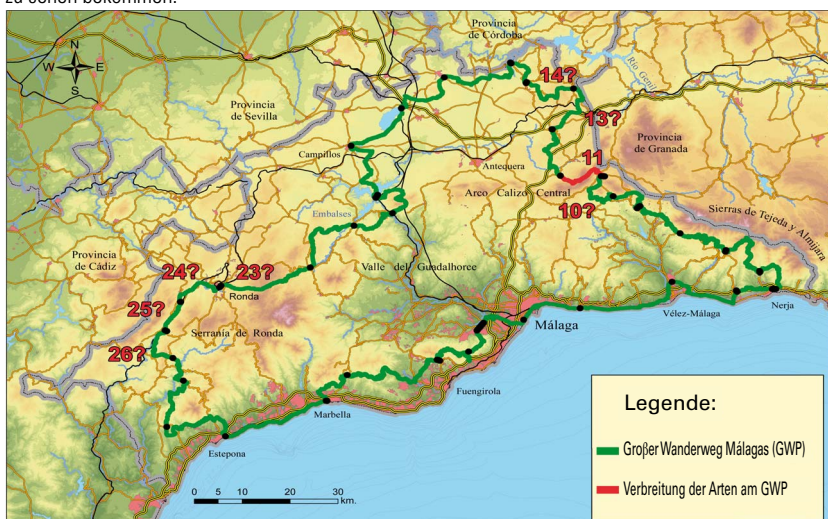 zu sehen bekommen.
N
W E
S
Provincia
de Córdoba
Río Genil
14?
Provincia
de Sevilla
13?
Provincia
de Granada
Campillos
Antequera
11
Arco Calizo Central
10?
Sierras de Tejeda y Almijara
Embalses
Provincia
de Cádiz
24?
23?
Valle del Guadalhorce
Ronda
25?
Nerja
Vélez-Málaga
Málaga
Serranía de Ronda
26?
Fuengirola
Marbella
Estepona
Legende:
Großer Wanderweg Málagas (GWP)
Verbreitung der Arten am GWP
0 5 10 20 30
km.